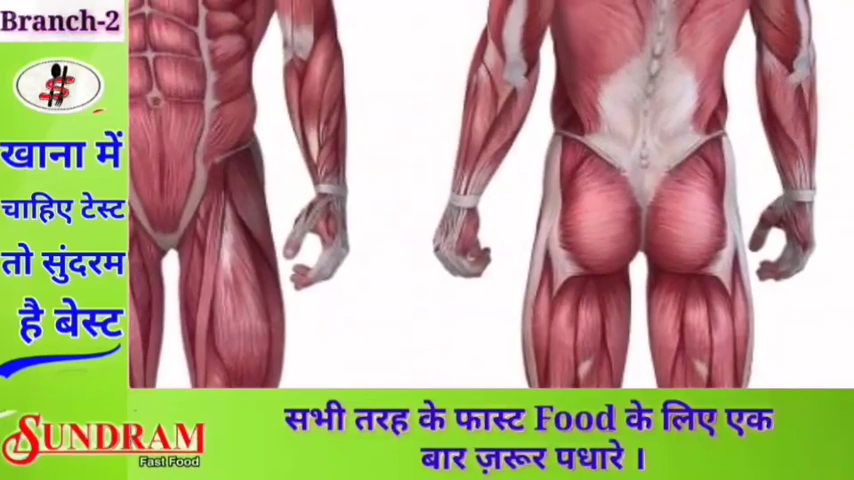 Branch-2
खाना में
चाहिए टेस्ट
तो सुंदरम
है बेस्ट
SUNDRAM
Fast Food
सभी तरह के फास्ट Food के लिए एक
बार ज़रूर पधारे ।